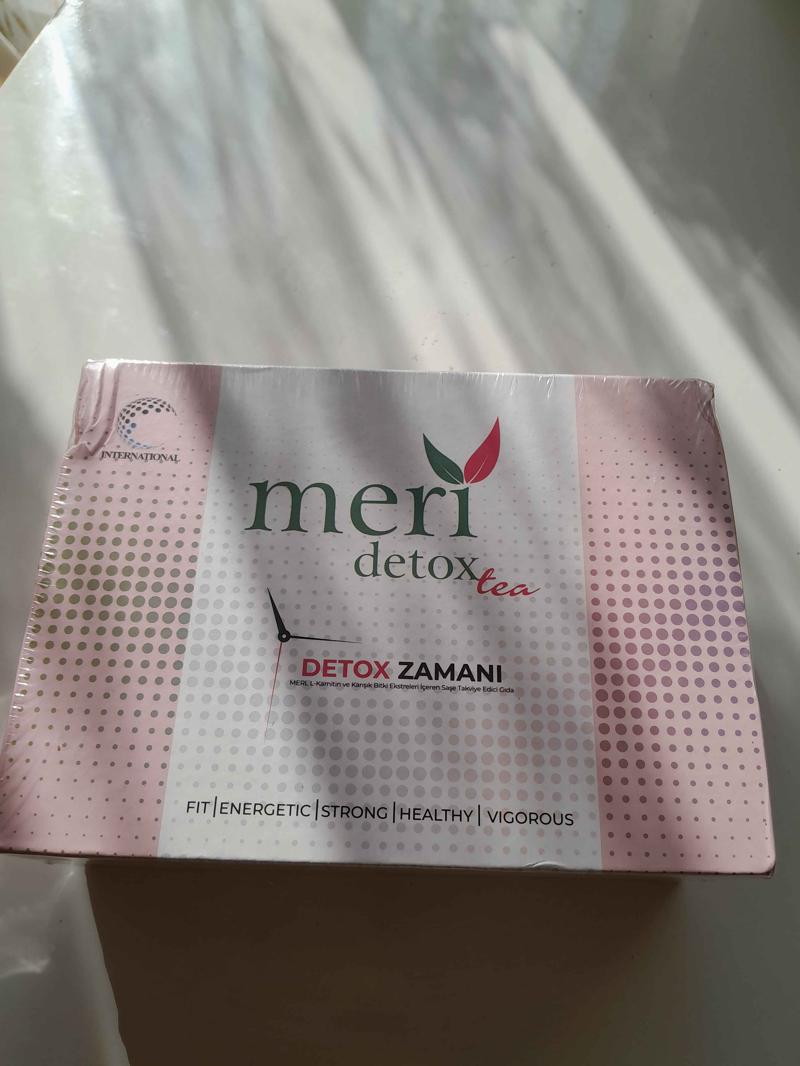 INTERNATIONAL
meri
detox tea
DETOX ZAMANI
MERİ, L-Karnitin ve Karışık Bitki Ekstreleri İçeren Saşe Takviye Edici Gıda
FIT | ENERGETIC | STRONG | HEALTHY | VIGOROUS